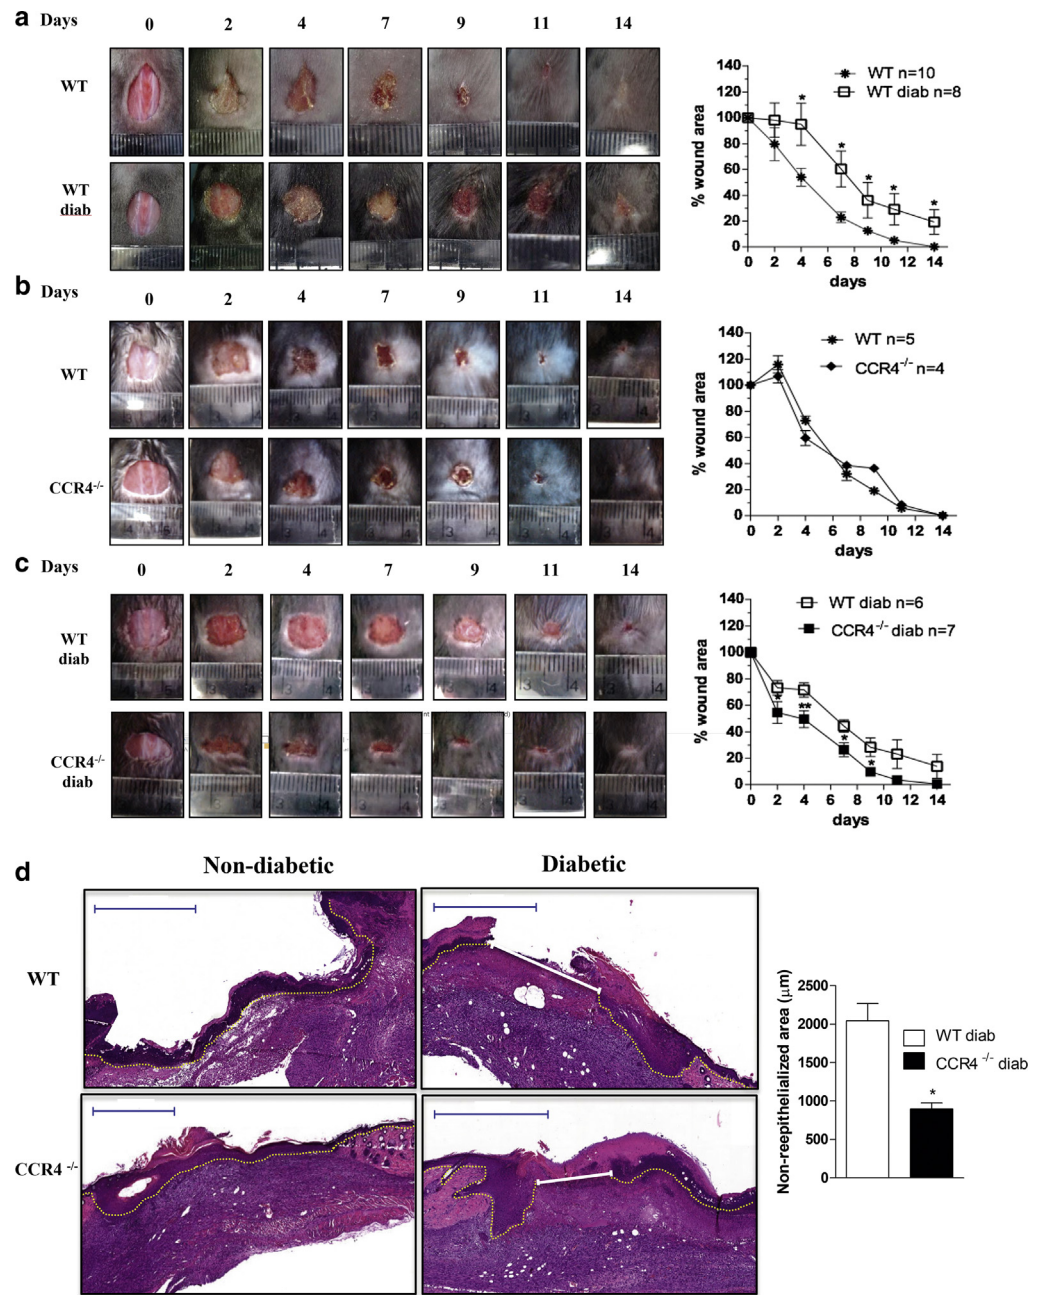 a Days 0 2 4 7 9 11 14
WT
WT
diab
140
120
100
80
60
40
20
0
% wound area
WT n=10
WT diab n=8
* * * * *
0 2 4 6 8 10 12 14
days
b Days 0 2 4 7 9 11 14
WT
CCR4-/-
140
120
100
80
60
40
20
0
% wound area
WT n=5
CCR4-/- n=4
0 2 4 6 8 10 12 14
days
c Days 0 2 4 7 9 11 14
WT
diab
CCR4-/-
diab
140
120
100
80
60
40
20
0
% wound area
WT diab n=6
CCR4-/- diab n=7
* ** * *
0 2 4 6 8 10 12 14
days
d Non-diabetic Diabetic
WT
CCR4 -/-
Non-reepithelialized area (µm)
2500
2000
1500
1000
500
0
WT diab
CCR4 -/- diab
*